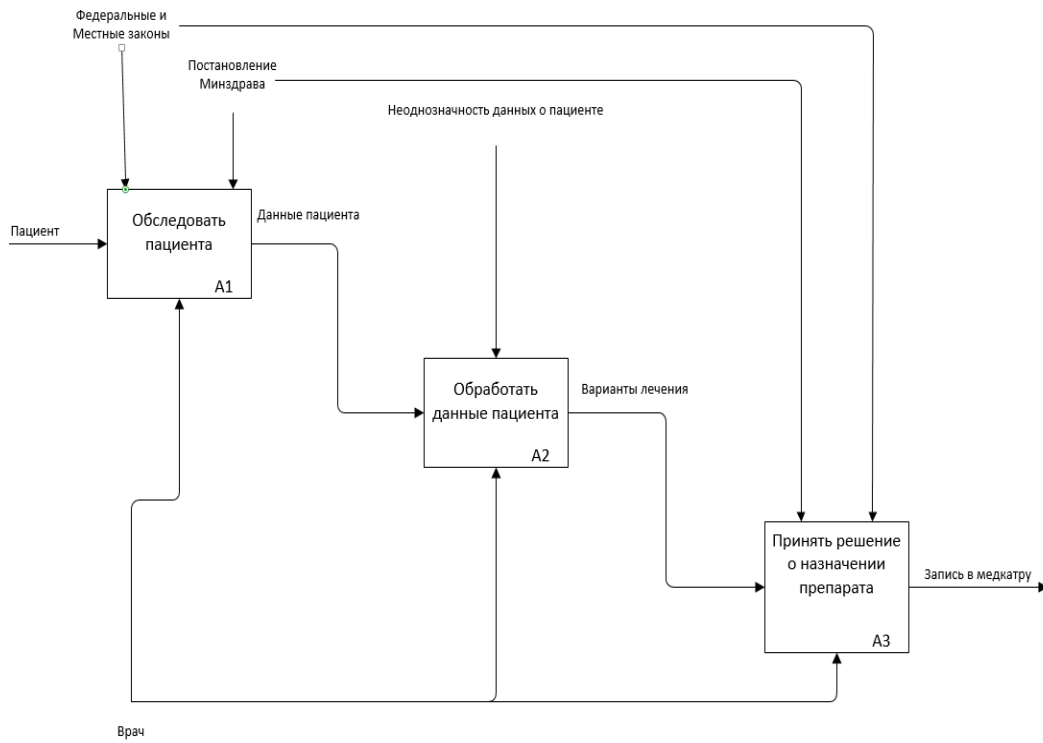 Федеральные и
Местные законы
Постановление
Минздрава
Неоднозначность данных о пациенте
Пациент
Обследовать
пациента
A1
Данные пациента
Обработать
данные пациента
A2
Варианты лечения
Принять решение
о назначении
препарата
A3
Запись в медкатру
Врач